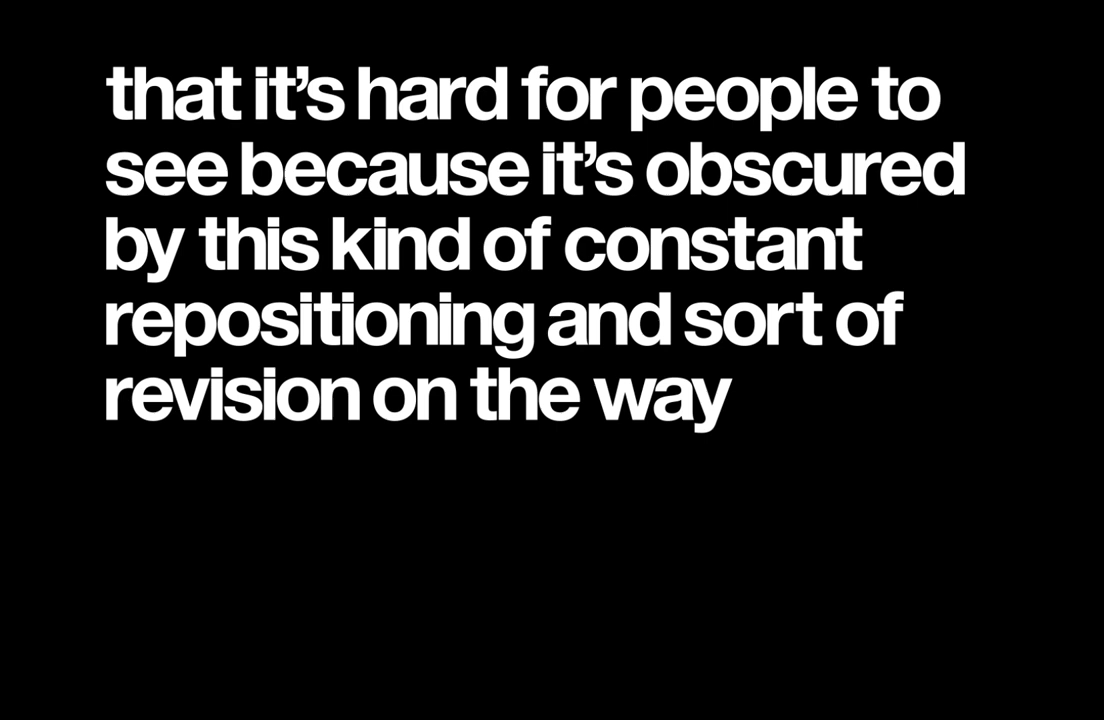 that it’s hard for people to
see because it’s obscured
by this kind of constant
repositioning and sort of
revision on the way